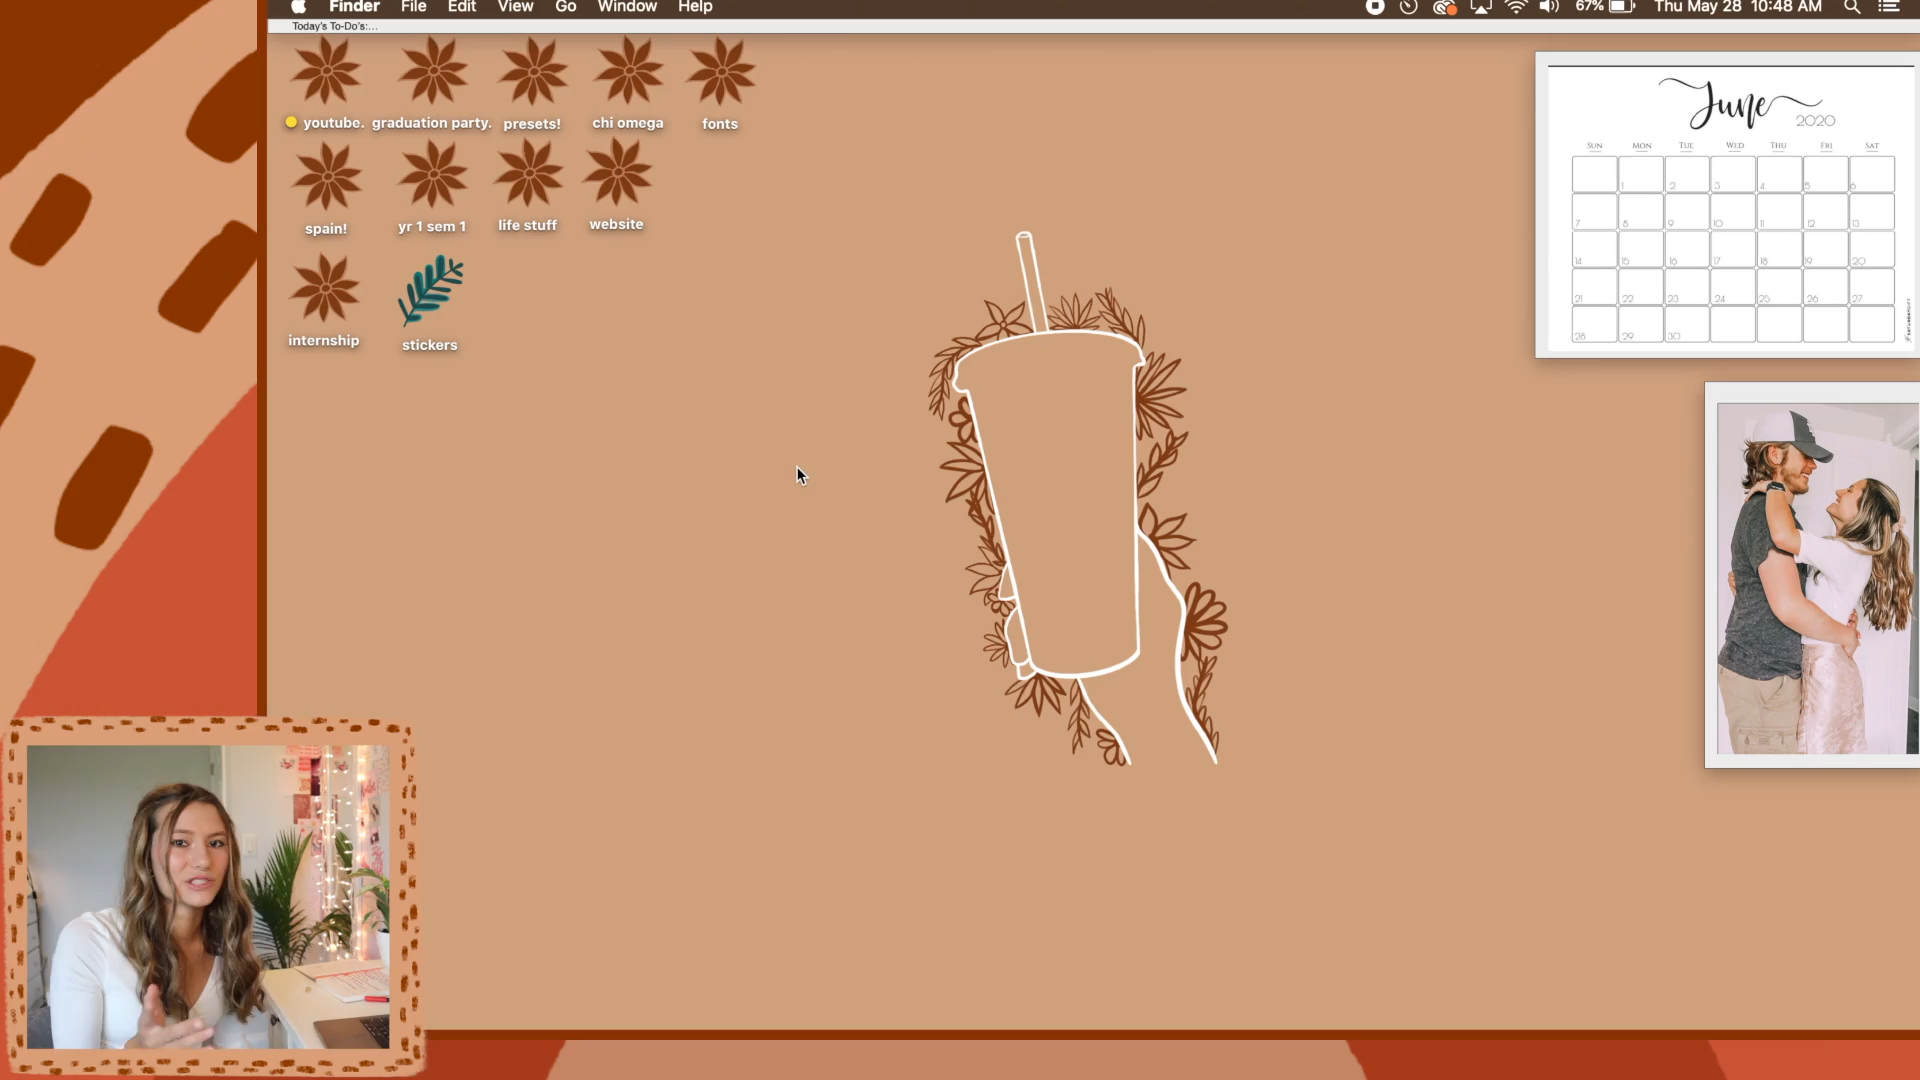 Finder File Edit View Go Window Help 67% Thu May 28 10:48 AM
Today's To-Do's:...
youtube. graduation party. presets! chi omega fonts
spain! yr 1 sem 1 life stuff website
internship stickers
June 2020
SUN MON TUE WED THU FRI SAT
1 2 3 4 5 6
7 8 9 10 11 12 13
14 15 16 17 18 19 20
21 22 23 24 25 26 27
28 29 30